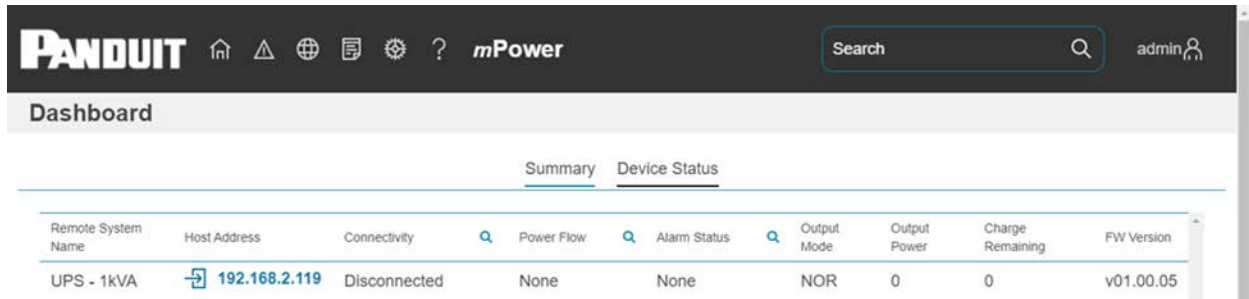 PANDUIT ? mPower Search admin
Dashboard
Summary Device Status
Remote System Name Host Address Connectivity Power Flow Alarm Status Output Mode Output Power Charge Remaining FW Version
UPS - 1kVA 192.168.2.119 Disconnected None None NOR 0 0 v01.00.05